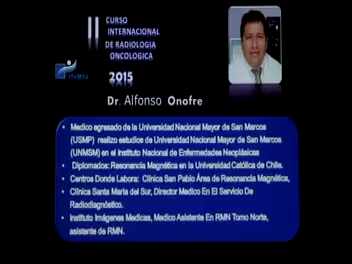 II CURSO
INTERNACIONAL
DE RADIOLOGIA
ONCOLOGICA
INEN
2015
Dr. Alfonso Onofre
• Medico egresado de la Universidad Nacional Mayor de San Marcos
(USMP) realizo estudios de Universidad Nacional Mayor de San Marcos
(UNMSM) en el Instituto Nacional de Enfermedades Neoplásicas
• Diplomados: Resonancia Magnética en la Universidad Católica de Chile.
• Centros Donde Labora: Clínica San Pablo Área de Resonancia Magnética,
• Clínica Santa María del Sur, Director Medico En El Servicio De
Radiodiagnóstico.
• Instituto Imágenes Medicas, Medico Asistente En RMN Tomo Norte,
asistente de RMN.